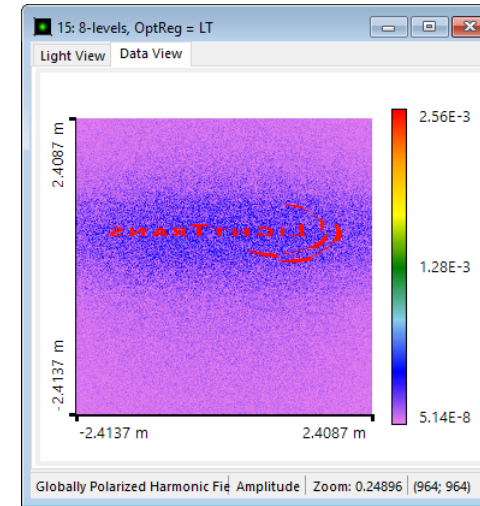 15: 8-levels, OptReg = LT
Light View Data View
2.56E-3
2.4087 m
LIGHTTRANS
1.28E-3
-2.4137 m
5.14E-8
-2.4137 m 2.4087 m
Globally Polarized Harmonic Fie Amplitude Zoom: 0.24896 (964; 964)